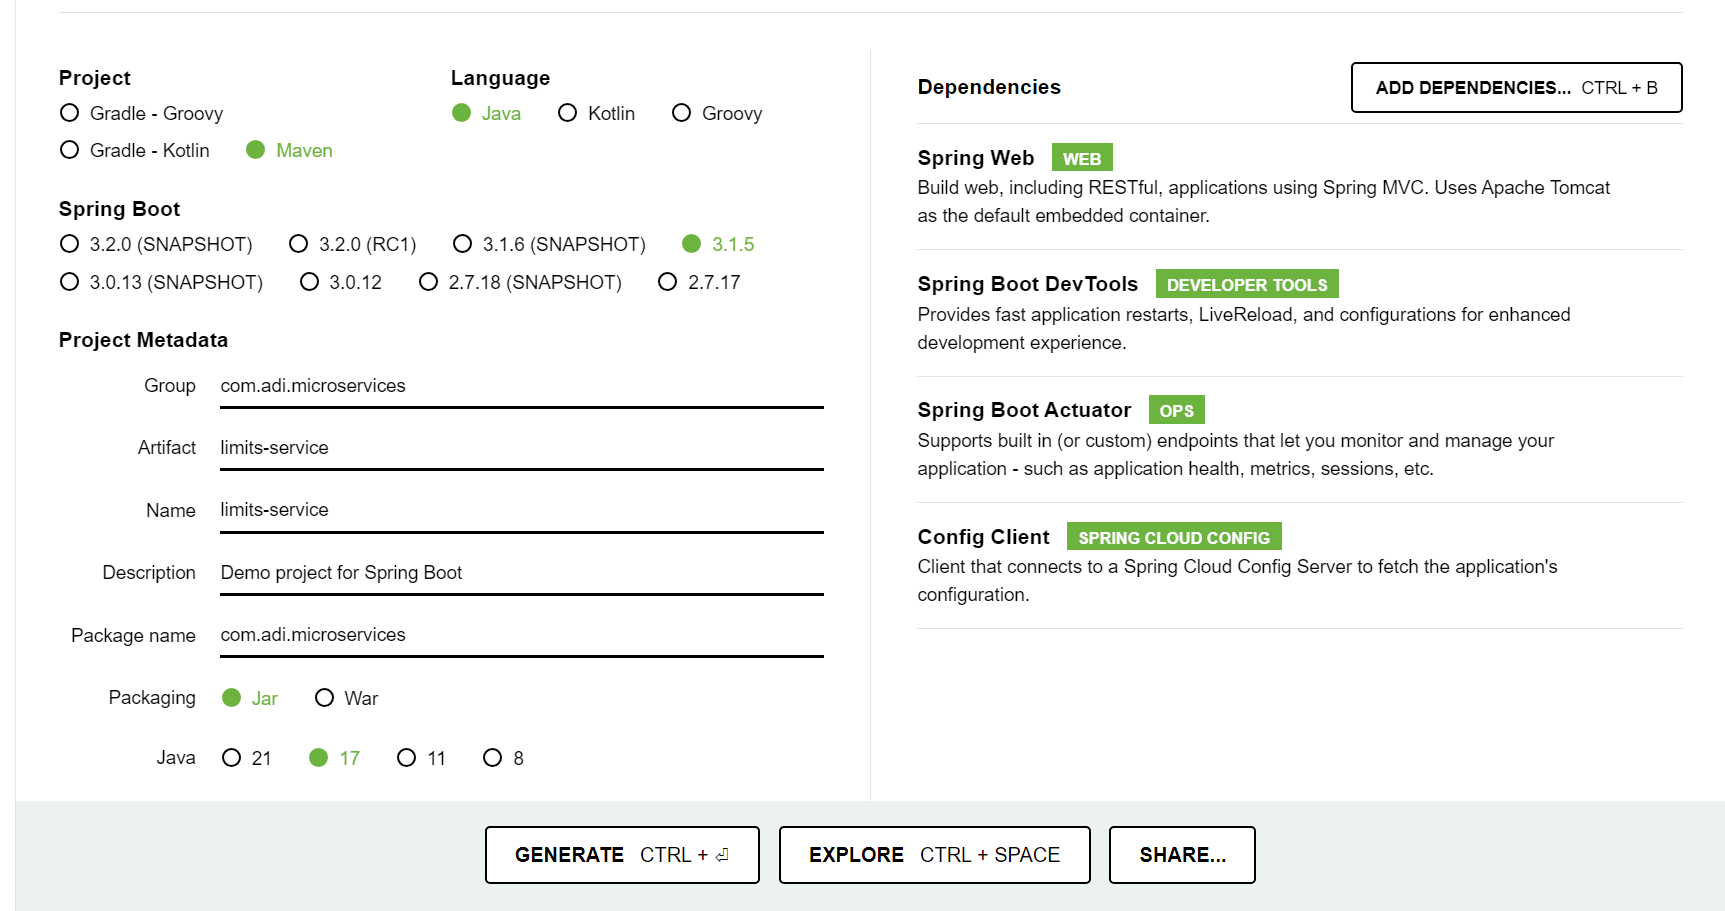 Project
Gradle - Groovy
Gradle - Kotlin Maven
Language
Java Kotlin Groovy
Spring Boot
3.2.0 (SNAPSHOT) 3.2.0 (RC1) 3.1.6 (SNAPSHOT) 3.1.5
3.0.13 (SNAPSHOT) 3.0.12 2.7.18 (SNAPSHOT) 2.7.17
Project Metadata
Group com.adi.microservices
Artifact limits-service
Name limits-service
Description Demo project for Spring Boot
Package name com.adi.microservices
Packaging Jar War
Java 21 17 11 8
Dependencies
ADD DEPENDENCIES... CTRL + B
Spring Web WEB
Build web, including RESTful, applications using Spring MVC. Uses Apache Tomcat
as the default embedded container.
Spring Boot DevTools DEVELOPER TOOLS
Provides fast application restarts, LiveReload, and configurations for enhanced
development experience.
Spring Boot Actuator OPS
Supports built in (or custom) endpoints that let you monitor and manage your
application - such as application health, metrics, sessions, etc.
Config Client SPRING CLOUD CONFIG
Client that connects to a Spring Cloud Config Server to fetch the application's
configuration.
GENERATE CTRL + ⏎
EXPLORE CTRL + SPACE
SHARE...